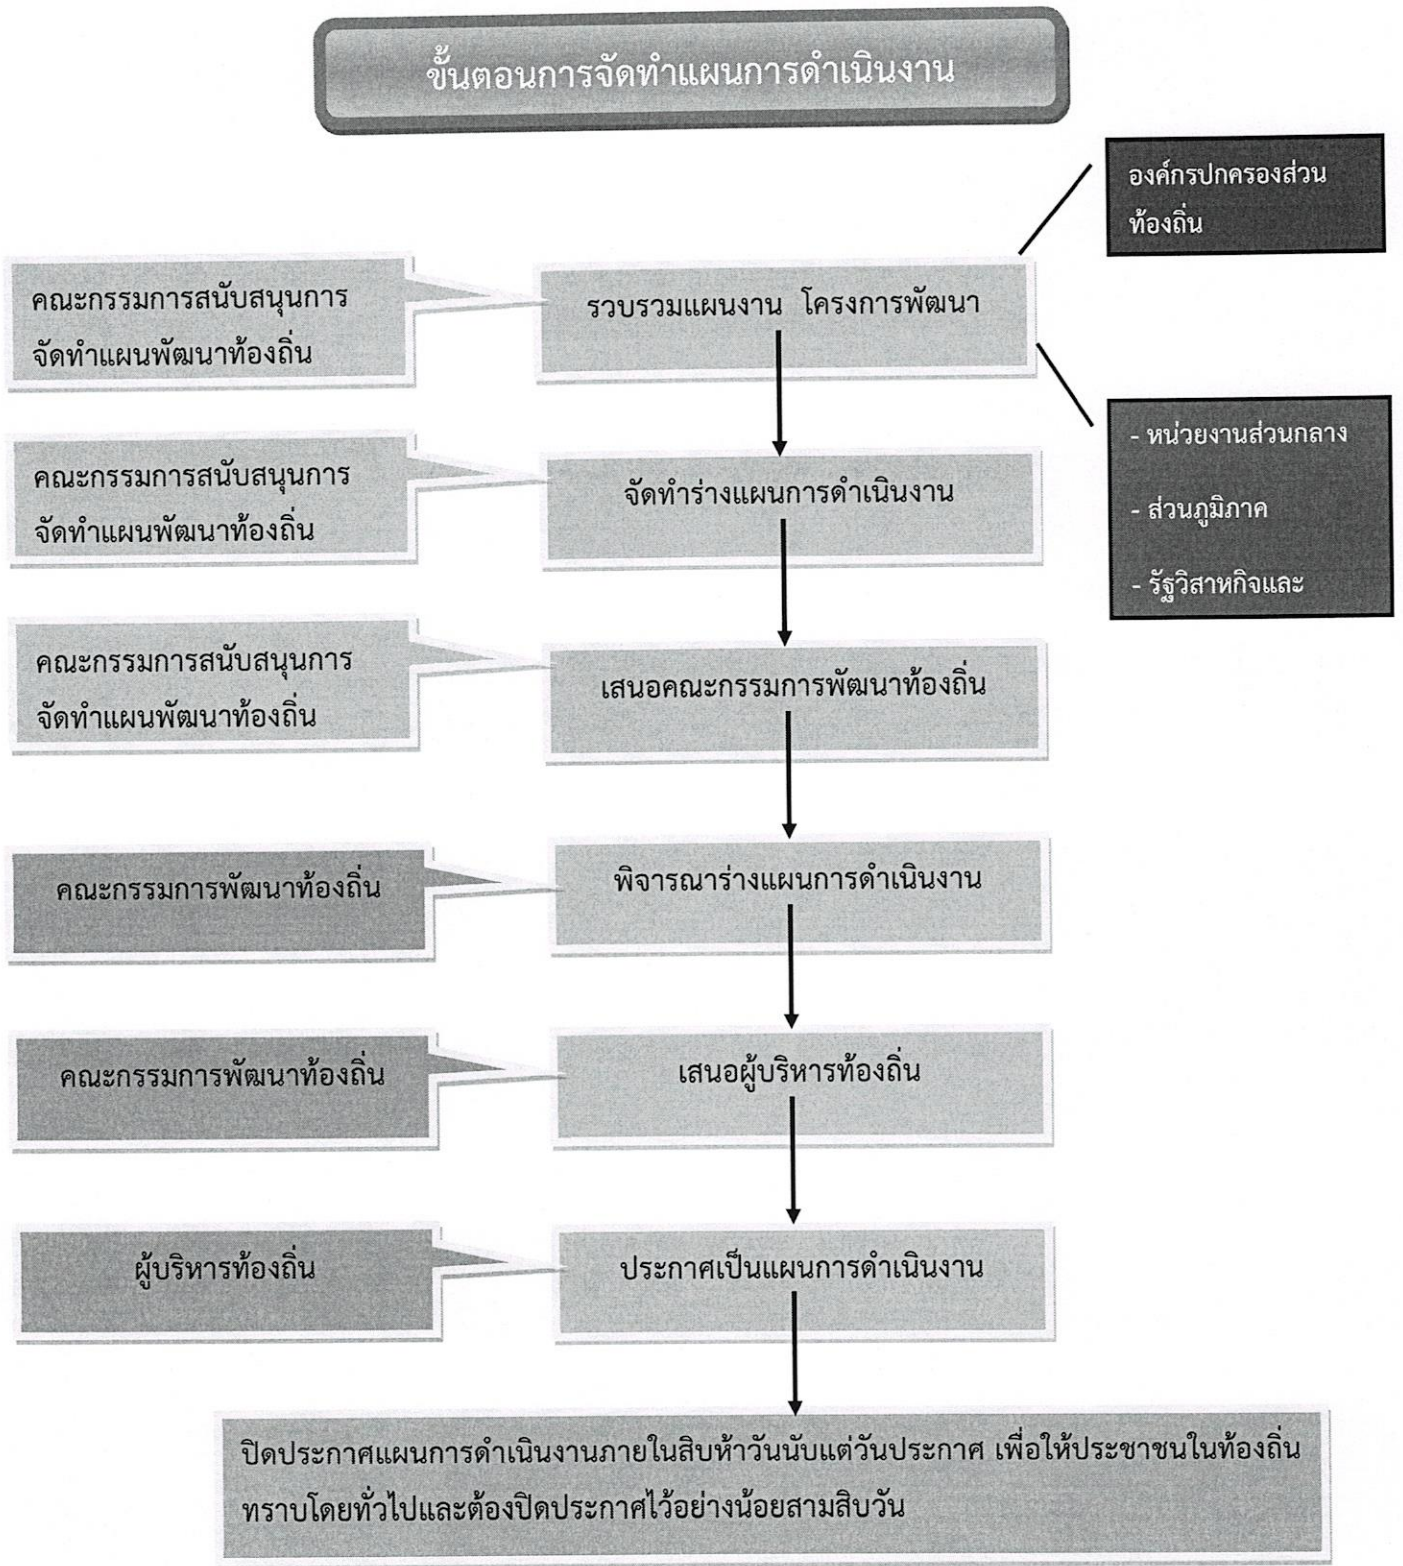 ขั้นตอนการจัดทำแผนการดำเนินงาน
องค์กรปกครองส่วน
ท้องถิ่น
คณะกรรมการสนับสนุนการ
จัดทำแผนพัฒนาท้องถิ่น
รวบรวมแผนงาน โครงการพัฒนา
- หน่วยงานส่วนกลาง
- ส่วนภูมิภาค
- รัฐวิสาหกิจและ
คณะกรรมการสนับสนุนการ
จัดทำแผนพัฒนาท้องถิ่น
จัดทำร่างแผนการดำเนินงาน
คณะกรรมการสนับสนุนการ
จัดทำแผนพัฒนาท้องถิ่น
เสนอคณะกรรมการพัฒนาท้องถิ่น
คณะกรรมการพัฒนาท้องถิ่น
พิจารณาร่างแผนการดำเนินงาน
คณะกรรมการพัฒนาท้องถิ่น
เสนอผู้บริหารท้องถิ่น
ผู้บริหารท้องถิ่น
ประกาศเป็นแผนการดำเนินงาน
ปิดประกาศแผนการดำเนินงานภายในสิบห้าวันนับแต่วันประกาศ เพื่อให้ประชาชนในท้องถิ่น
ทราบโดยทั่วไปและต้องปิดประกาศไว้อย่างน้อยสามสิบวัน